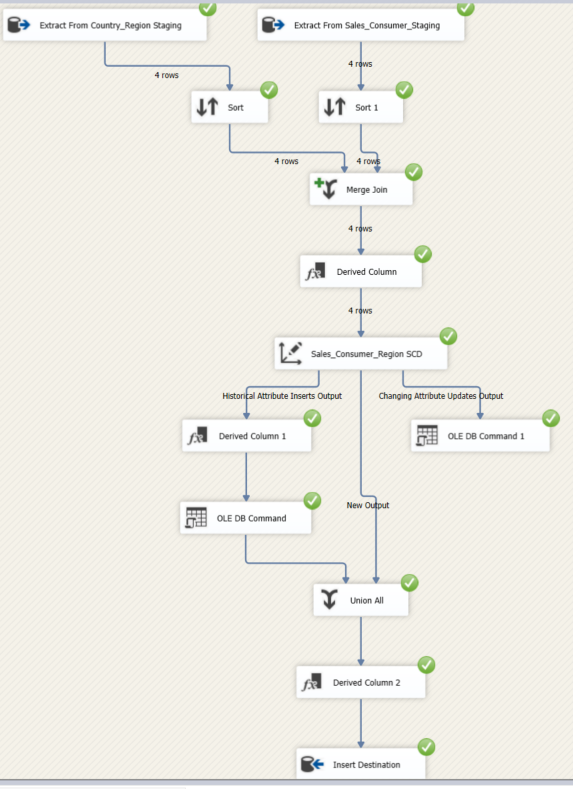 Extract From Country_Region Staging
Extract From Sales_Consumer_Staging
4 rows
4 rows
Sort
Sort 1
4 rows
4 rows
Merge Join
4 rows
Derived Column
4 rows
Sales_Consumer_Region SCD
Historical Attribute Inserts Output
Changing Attribute Updates Output
Derived Column 1
OLE DB Command 1
New Output
OLE DB Command
Union All
Derived Column 2
Insert Destination